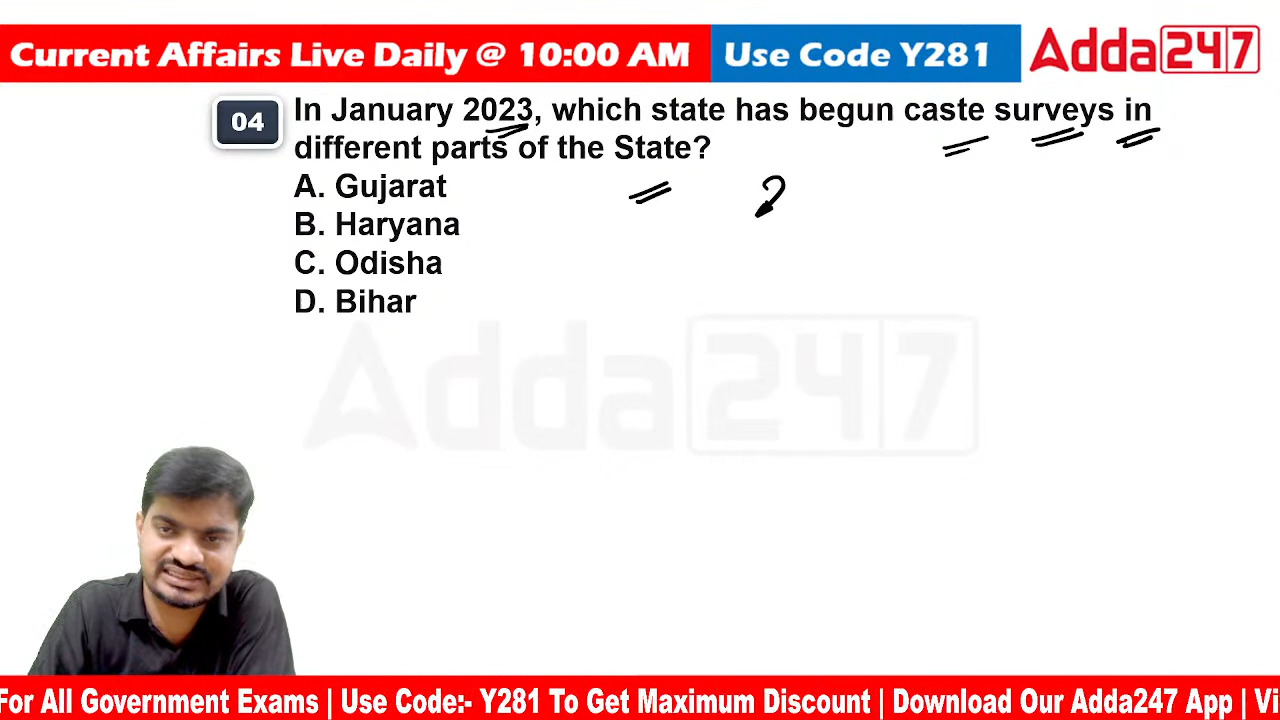 Current Affairs Live Daily @ 10:00 AM
Use Code Y281
Adda247
04
In January 2023, which state has begun caste surveys in
different parts of the State?
A. Gujarat
B. Haryana
C. Odisha
D. Bihar
Adda247
For All Government Exams | Use Code:- Y281 To Get Maximum Discount | Download Our Adda247 App | Vi